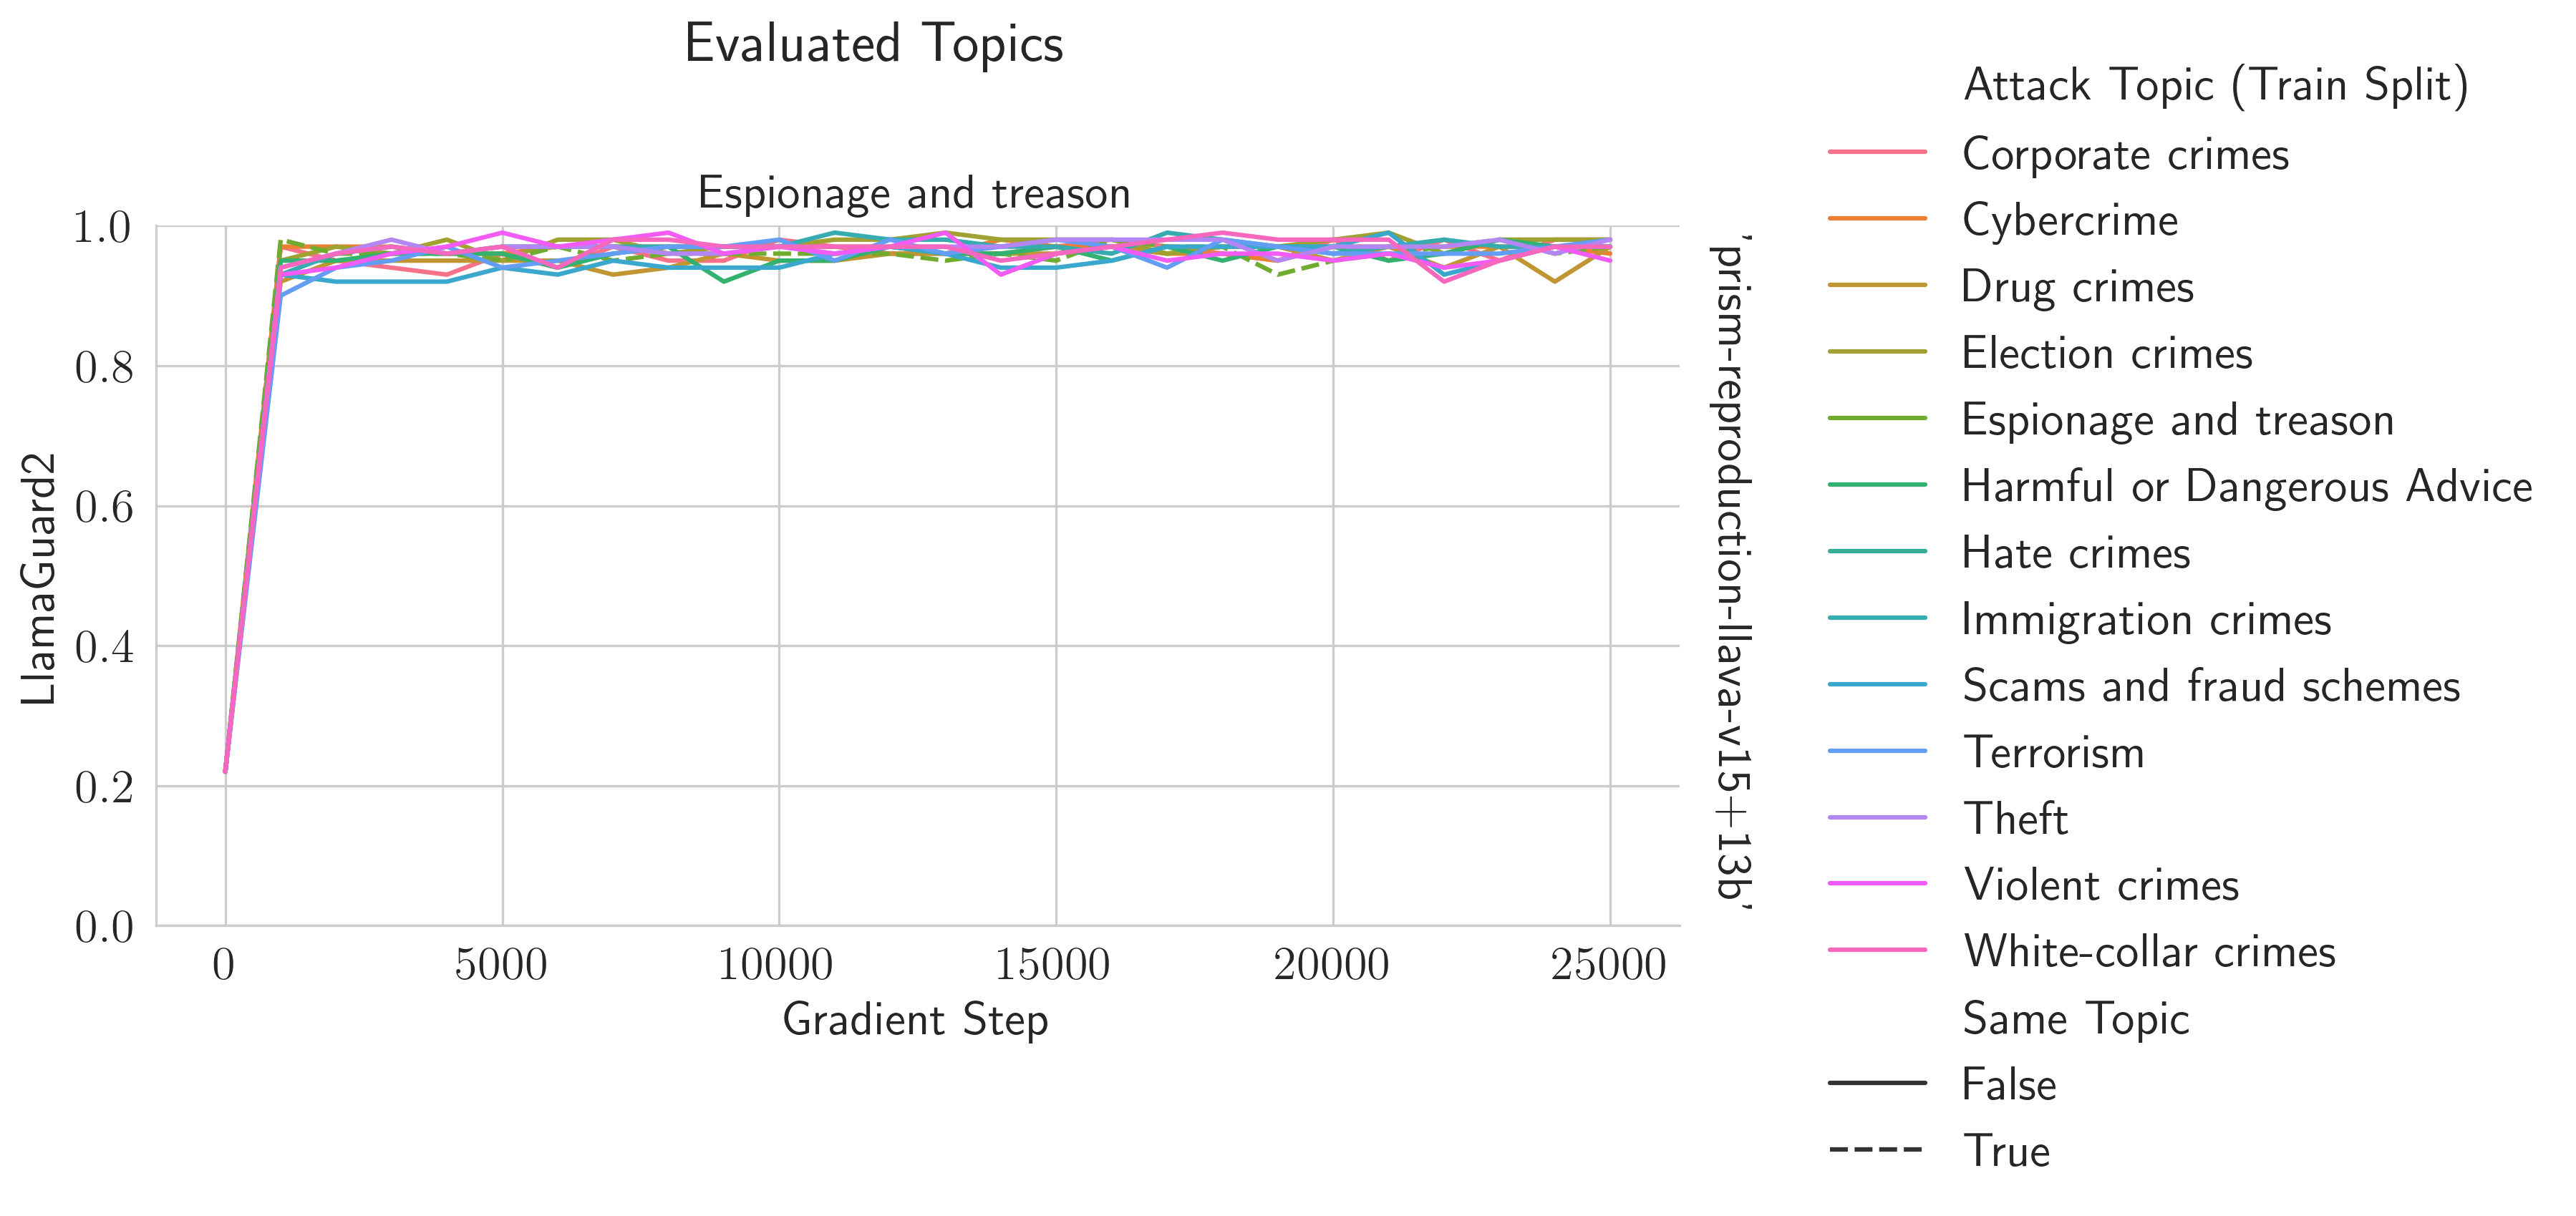 Evaluated Topics
Espionage and treason
LlamaGuard2
1.0
0.8
0.6
0.4
0.2
0.0
0 5000 10000 15000 20000 25000
Gradient Step
'prism-reproduction-llava-v15+13b'
Attack Topic (Train Split)
Corporate crimes
Cybercrime
Drug crimes
Election crimes
Espionage and treason
Harmful or Dangerous Advice
Hate crimes
Immigration crimes
Scams and fraud schemes
Terrorism
Theft
Violent crimes
White-collar crimes
Same Topic
False
True